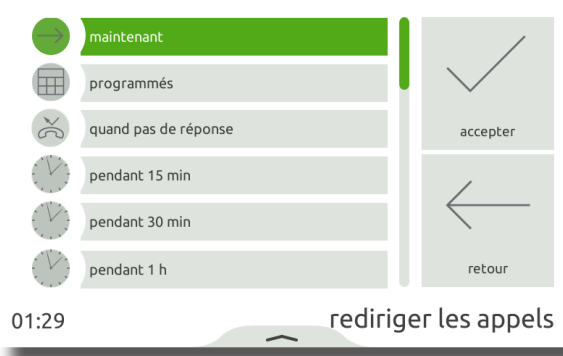 maintenant
programmés
quand pas de réponse
pendant 15 min
pendant 30 min
pendant 1 h
accepter
retour
01:29
rediriger les appels